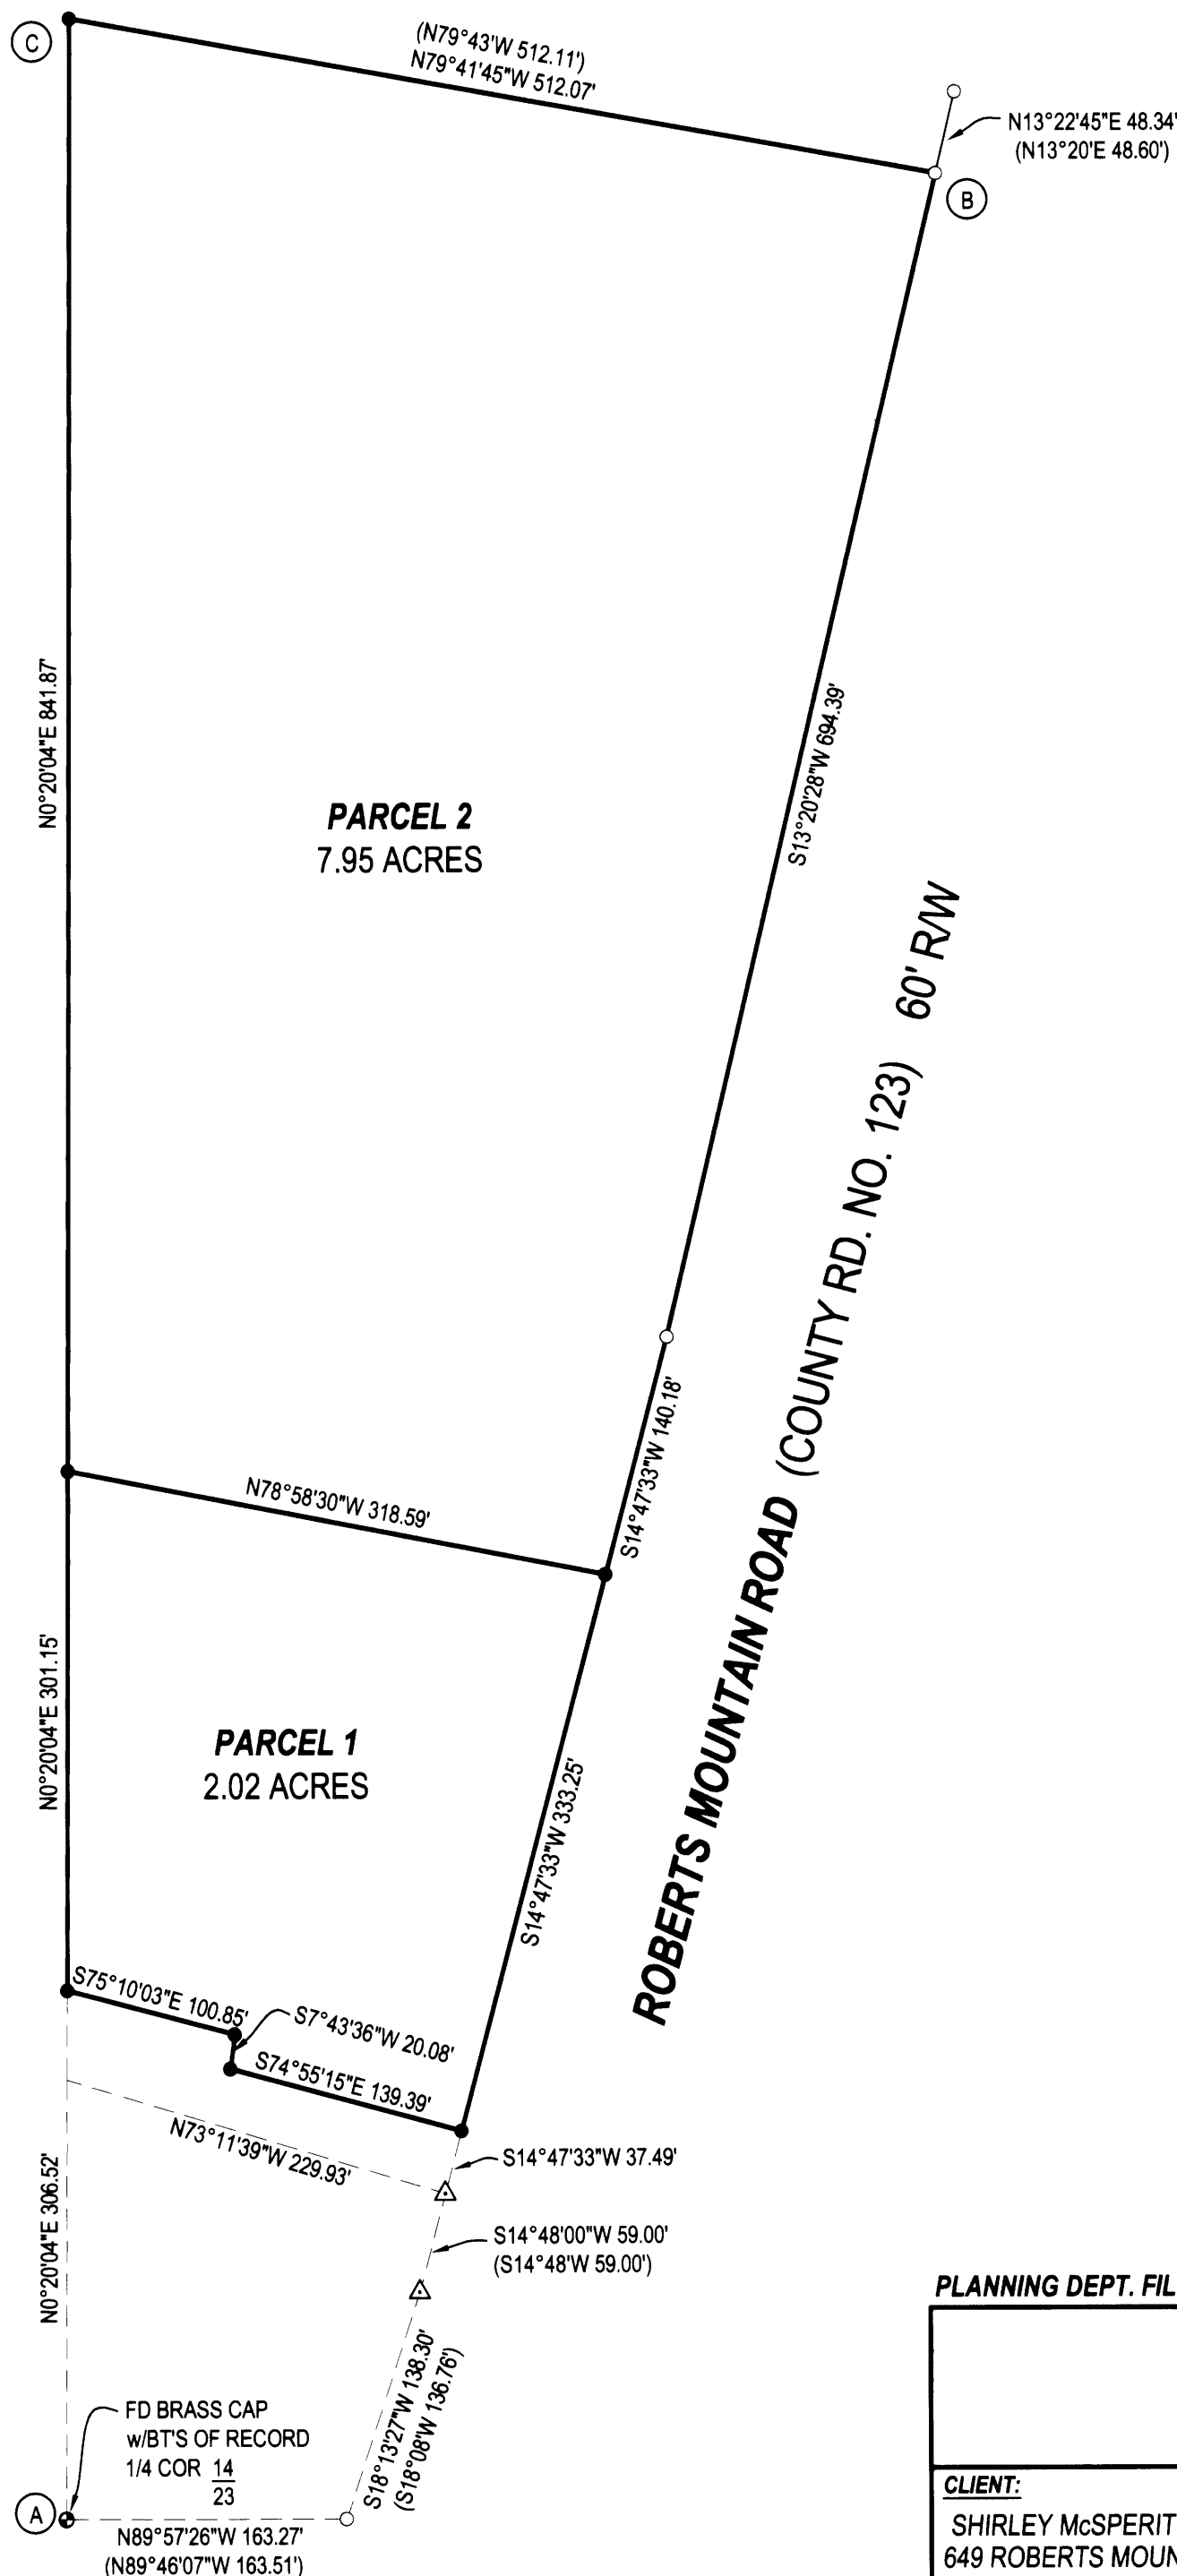 C
(N79°43'W 512.11')
N79°41'45"W 512.07'
N13°22'45"E 48.34'
(N13°20'E 48.60')
B
N0°20'04"E 841.87'
S13°20'28"W 694.39'
PARCEL 2
7.95 ACRES
ROBERTS MOUNTAIN ROAD (COUNTY RD. NO. 123) 60' R/W
S14°47'33"W 140.18'
N78°58'30"W 318.59'
N0°20'04"E 301.15'
PARCEL 1
2.02 ACRES
S14°47'33"W 333.25'
S75°10'03"E 100.85'
S7°43'36"W 20.08'
S74°55'15"E 139.39'
N73°11'39"W 229.93'
S14°47'33"W 37.49'
N0°20'04"E 306.52'
S14°48'00"W 59.00'
(S14°48'W 59.00')
S18°13'27"W 138.30'
(S18°08'W 136.76')
FD BRASS CAP
w/BT'S OF RECORD
1/4 COR 14
23
A
N89°57'26"W 163.27'
(N89°46'07"W 163.51')
PLANNING DEPT. FIL
CLIENT:
SHIRLEY McSPERIT
649 ROBERTS MOUN